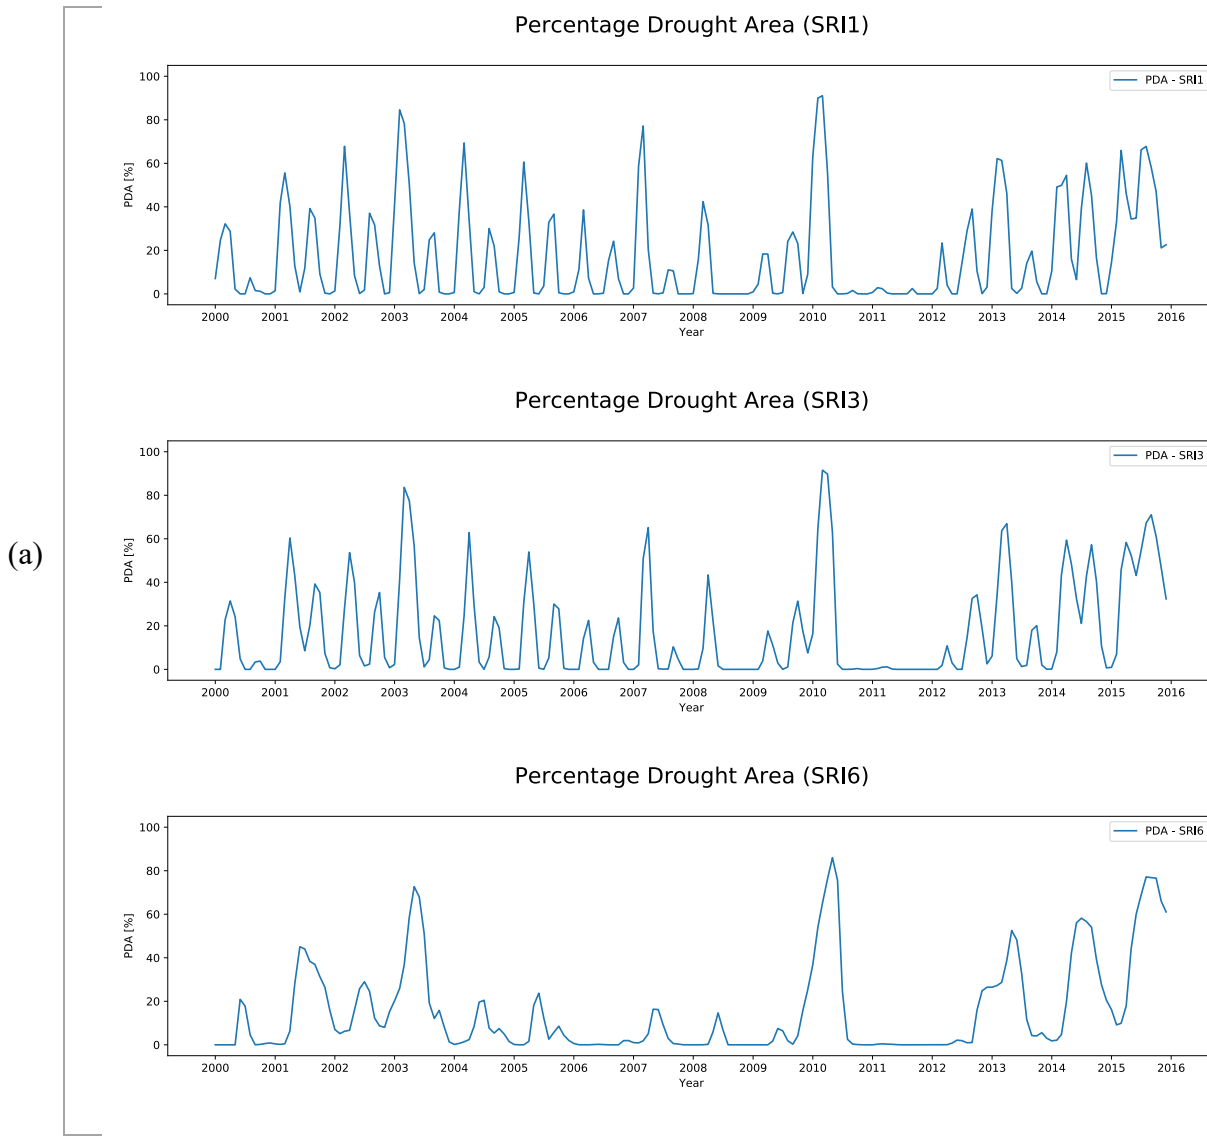 Percentage Drought Area (SRI1)
100
80
60
40
20
0
PDA [%]
PDA - SRI1
2000 2001 2002 2003 2004 2005 2006 2007 2008 2009 2010 2011 2012 2013 2014 2015 2016
Year
Percentage Drought Area (SRI3)
100
80
60
40
20
0
PDA [%]
PDA - SRI3
2000 2001 2002 2003 2004 2005 2006 2007 2008 2009 2010 2011 2012 2013 2014 2015 2016
Year
(a)
Percentage Drought Area (SRI6)
100
80
60
40
20
0
PDA [%]
PDA - SRI6
2000 2001 2002 2003 2004 2005 2006 2007 2008 2009 2010 2011 2012 2013 2014 2015 2016
Year